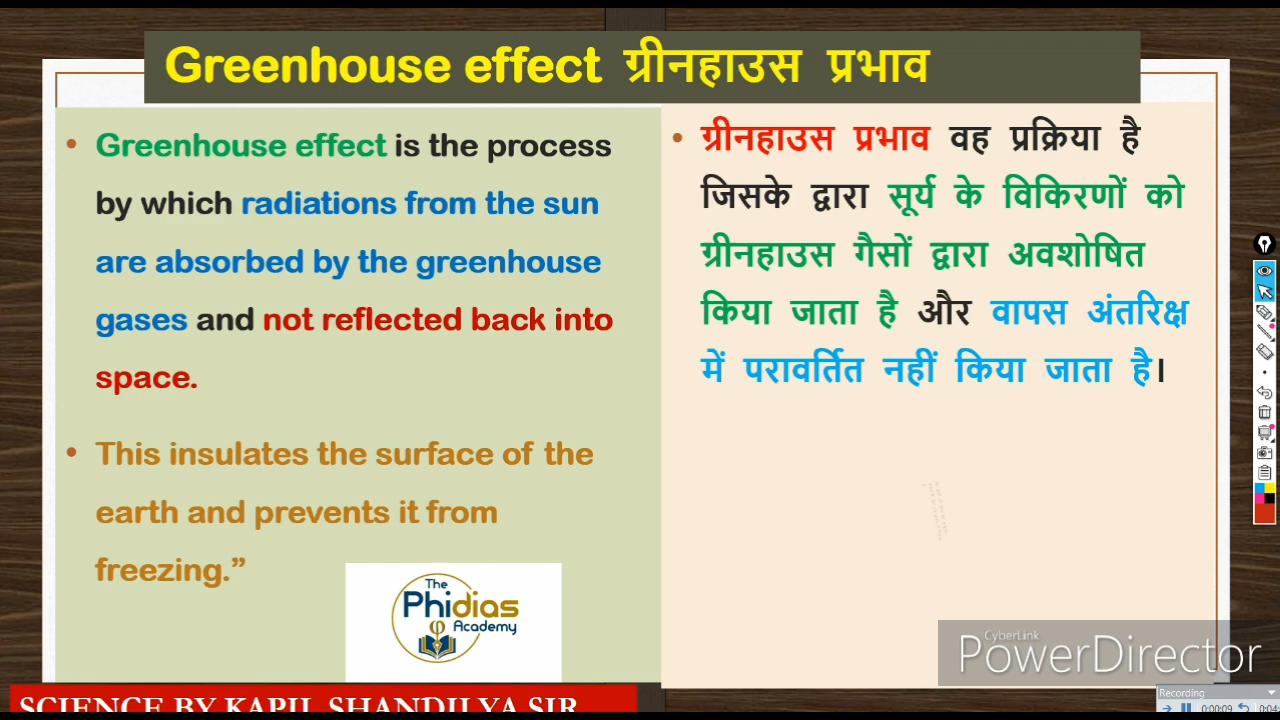 Greenhouse effect ग्रीनहाउस प्रभाव
• Greenhouse effect is the process
by which radiations from the sun
are absorbed by the greenhouse
gases and not reflected back into
space.
• This insulates the surface of the
earth and prevents it from
freezing.”
The
Phidias
Academy
• ग्रीनहाउस प्रभाव वह प्रक्रिया है
जिसके द्वारा सूर्य के विकिरणों को
ग्रीनहाउस गैसों द्वारा अवशोषित
किया जाता है और वापस अंतरिक्ष
में परावर्तित नहीं किया जाता है।
CyberLink
PowerDirector
SCIENCE BY KAPIL SHANDILYA SIR
Recording
0:00:09